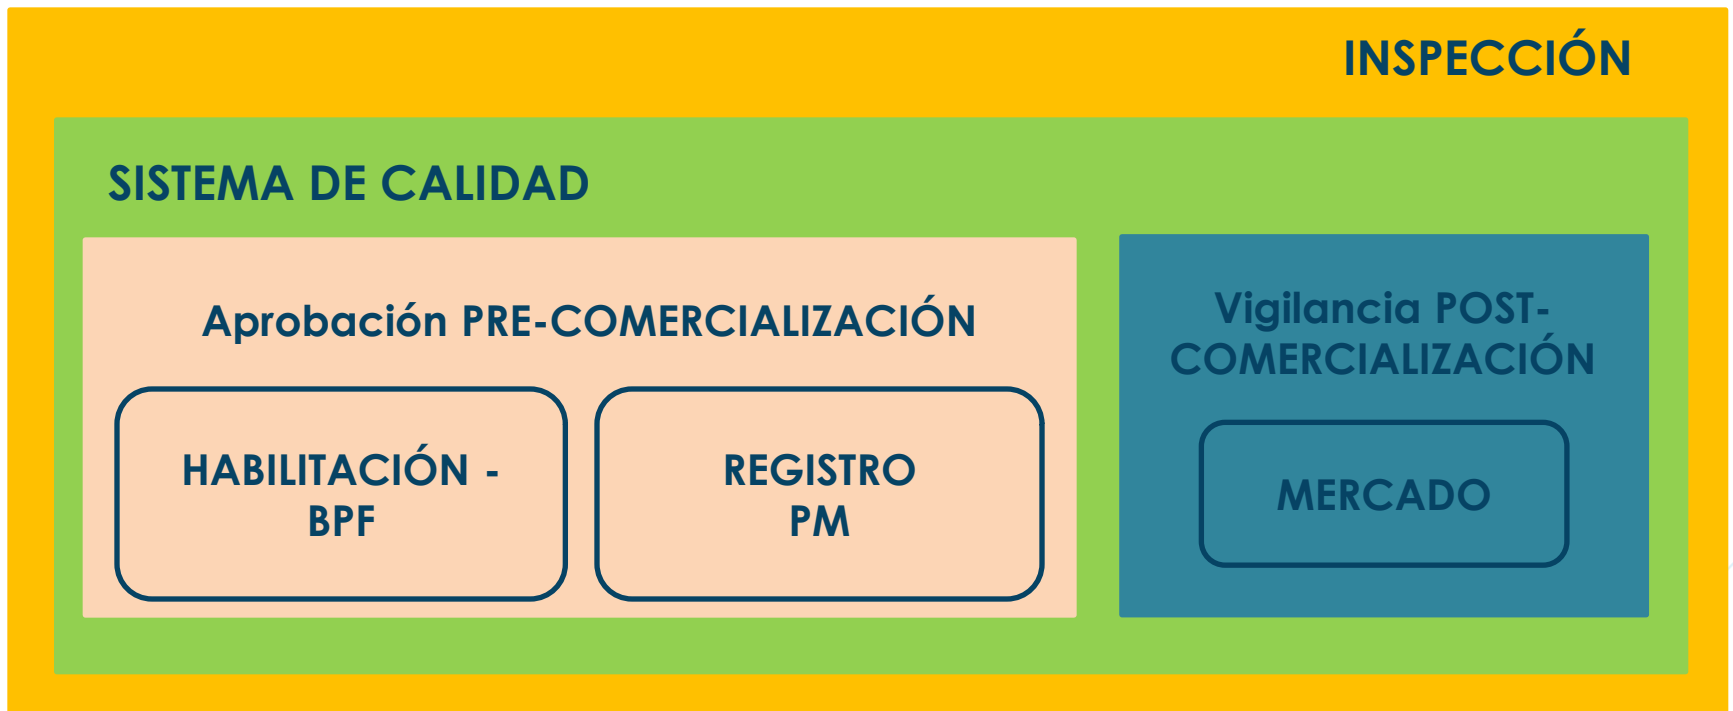 INSPECCIÓN
SISTEMA DE CALIDAD
Aprobación PRE-COMERCIALIZACIÓN
HABILITACIÓN -
BPF
REGISTRO
PM
Vigilancia POST-
COMERCIALIZACIÓN
MERCADO